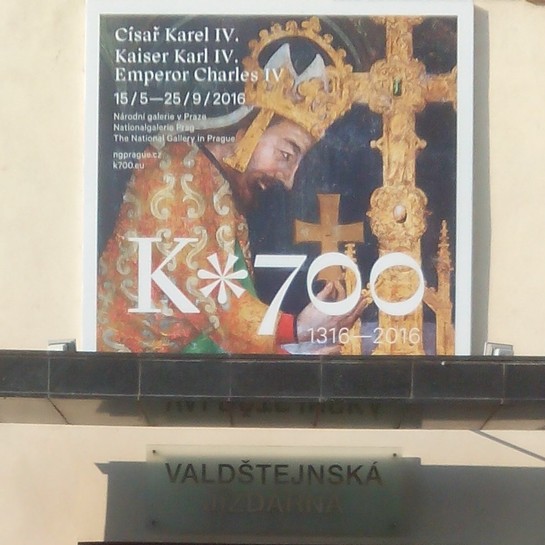 Císař Karel IV.
Kaiser Karl IV.
Emperor Charles IV
15/5—25/9/2016
Národní galerie v Praze
Nationalgalerie Prag
The National Gallery in Prague
ngprague.cz
k700.eu
K*700
1316—2016
VALDŠTEJNSKÁ
JÍZDÁRNA